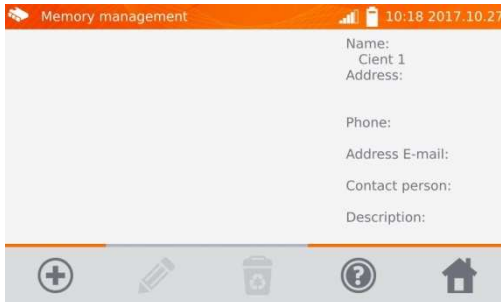 Memory management
10:18 2017.10.27
Name:
Cient 1
Address:
Phone:
Address E-mail:
Contact person:
Description: